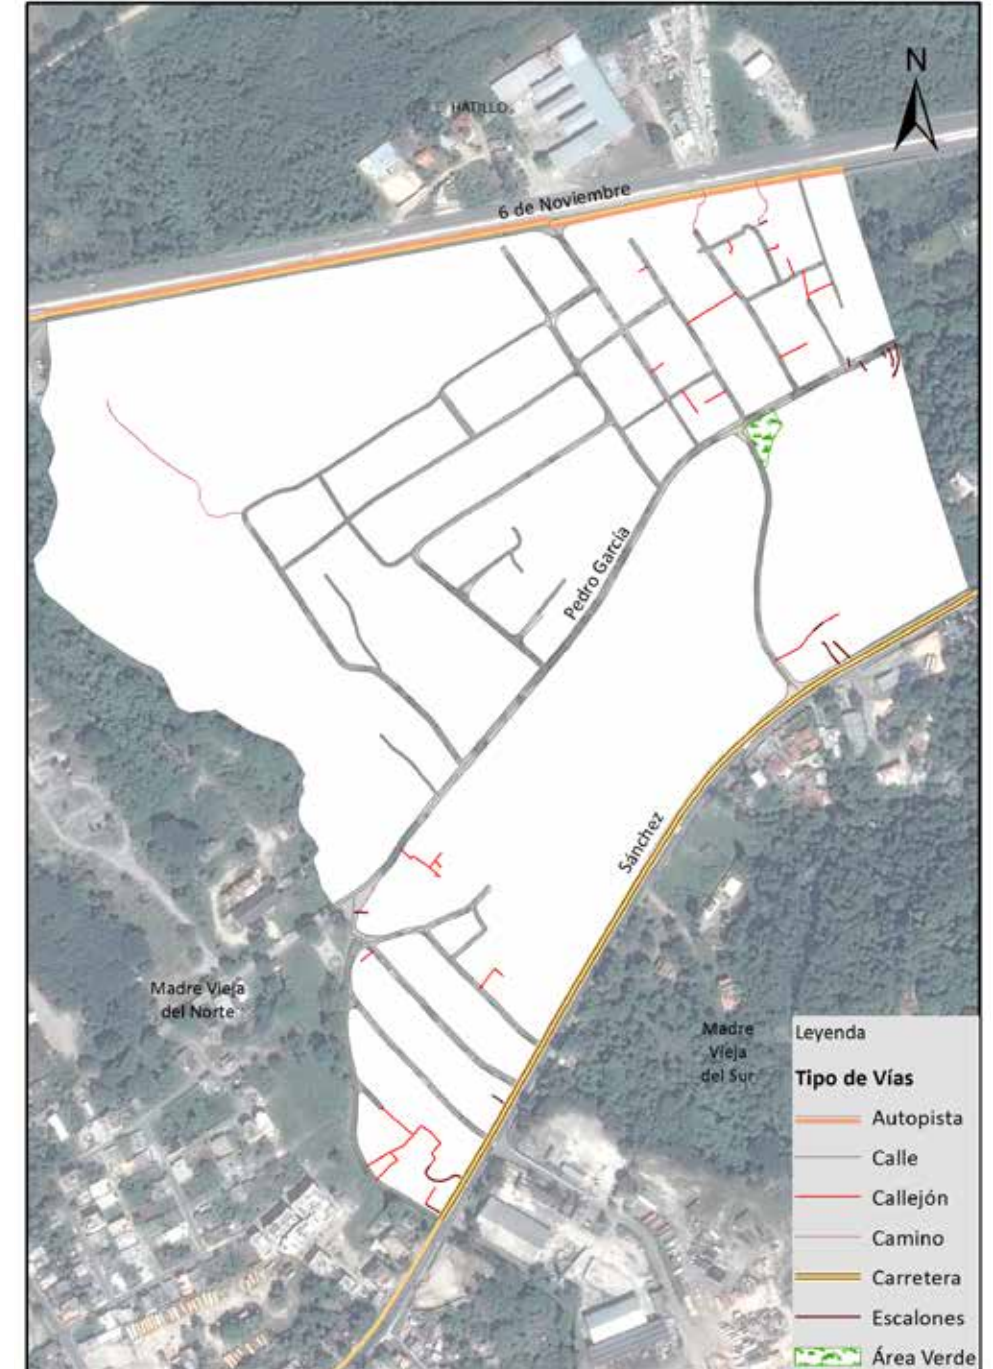 N
HATILLO
6 de Noviembre
Pedro García
Sánchez
Madre Vieja
del Norte
Madre
Vieja
del Sur
Leyenda
Tipo de Vías
Autopista
Calle
Callejón
Camino
Carretera
Escalones
Área Verde